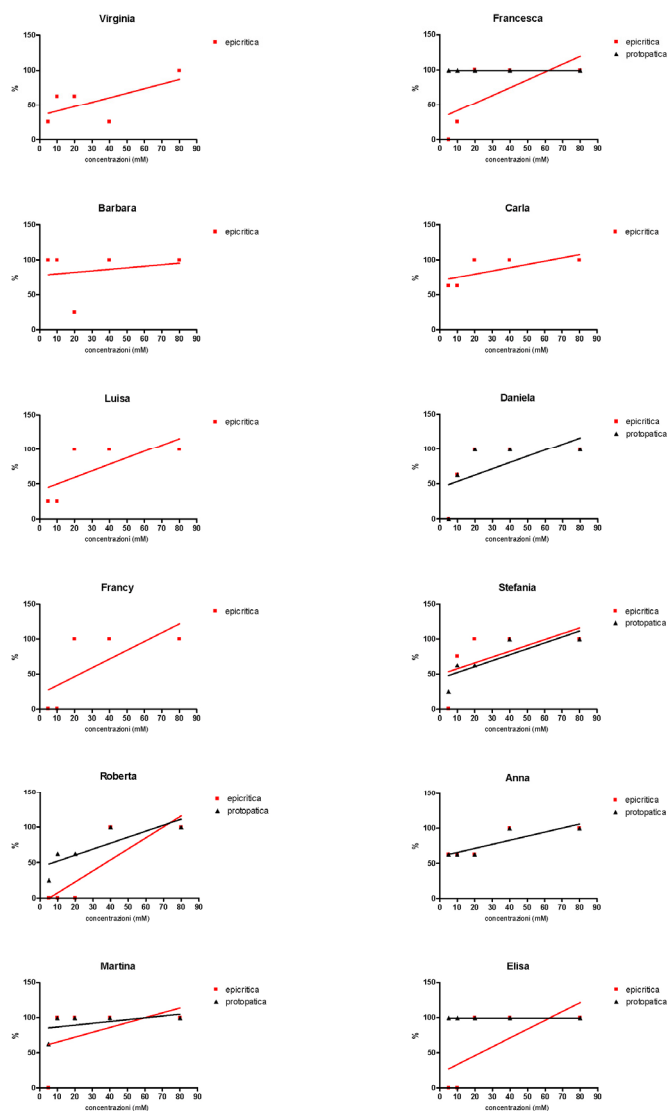 Virginia
epicritica
150
100
50
0
%
0 10 20 30 40 50 60 70 80 90
concentrazioni (mM)
Francesca
epicritica
protopatica
150
100
50
0
%
0 10 20 30 40 50 60 70 80 90
concentrazioni (mM)
Barbara
epicritica
150
100
50
0
%
0 10 20 30 40 50 60 70 80 90
concentrazioni (mM)
Carla
epicritica
150
100
50
0
%
0 10 20 30 40 50 60 70 80 90
concentrazioni (mM)
Luisa
epicritica
150
100
50
0
%
0 10 20 30 40 50 60 70 80 90
concentrazioni (mM)
Daniela
epicritica
protopatica
150
100
50
0
%
0 10 20 30 40 50 60 70 80 90
concentrazioni (mM)
Francy
epicritica
150
100
50
0
%
0 10 20 30 40 50 60 70 80 90
concentrazioni (mM)
Stefania
epicritica
protopatica
150
100
50
0
%
0 10 20 30 40 50 60 70 80 90
concentrazioni (mM)
Roberta
epicritica
protopatica
150
100
50
0
%
0 10 20 30 40 50 60 70 80 90
concentrazioni (mM)
Anna
epicritica
protopatica
150
100
50
0
%
0 10 20 30 40 50 60 70 80 90
concentrazioni (mM)
Martina
epicritica
protopatica
150
100
50
0
%
0 10 20 30 40 50 60 70 80 90
concentrazioni (mM)
Elisa
epicritica
protopatica
150
100
50
0
%
0 10 20 30 40 50 60 70 80 90
concentrazioni (mM)